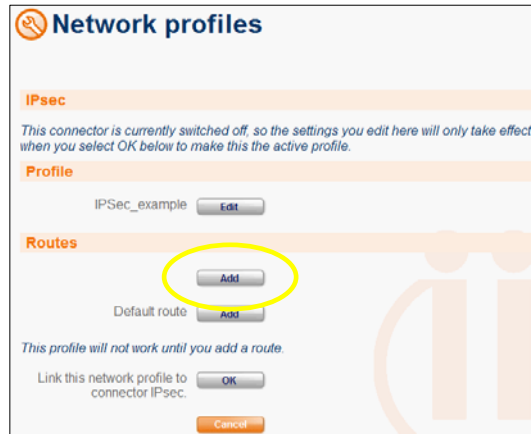 Network profiles
IPsec
This connector is currently switched off, so the settings you edit here will only take effect
when you select OK below to make this the active profile.
Profile
IPSec_example Edit
Routes
Add
Default route Add
This profile will not work until you add a route.
Link this network profile to OK
connector IPsec.
Cancel